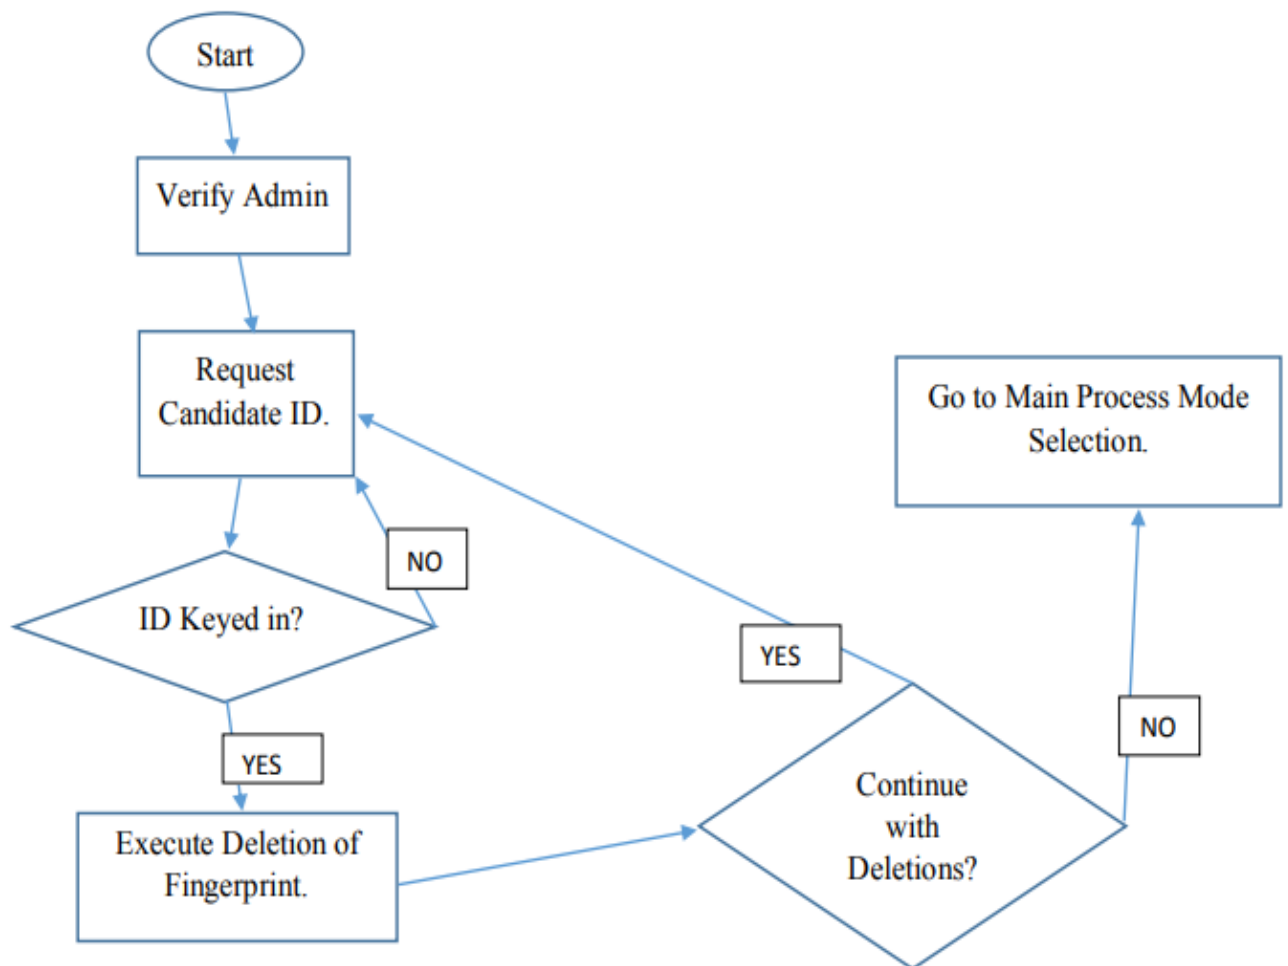 Start
Verify Admin
Request
Candidate ID.
NO
ID Keyed in?
YES
Execute Deletion of
Fingerprint.
Continue
with
Deletions?
YES
NO
Go to Main Process Mode
Selection.